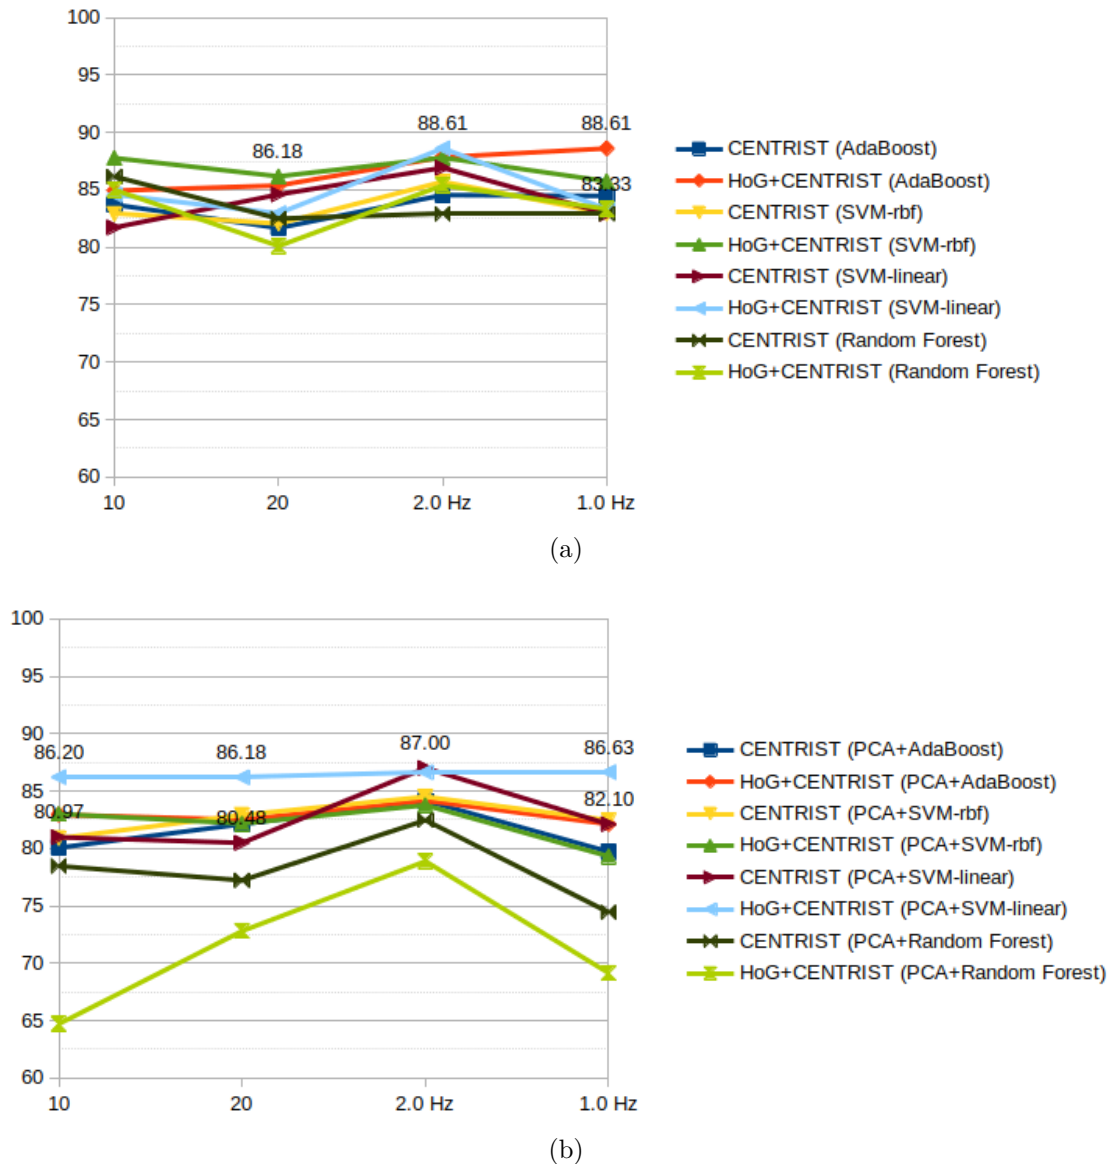 100
95
90
85
80
75
70
65
60
88.61
88.61
86.18
83.33
10
20
2.0 Hz
1.0 Hz
CENTRIST (AdaBoost)
HoG+CENTRIST (AdaBoost)
CENTRIST (SVM-rbf)
HoG+CENTRIST (SVM-rbf)
CENTRIST (SVM-linear)
HoG+CENTRIST (SVM-linear)
CENTRIST (Random Forest)
HoG+CENTRIST (Random Forest)
(a)
100
95
90
85
80
75
70
65
60
86.20
86.18
87.00
86.63
80.97
80.48
82.10
10
20
2.0 Hz
1.0 Hz
CENTRIST (PCA+AdaBoost)
HoG+CENTRIST (PCA+AdaBoost)
CENTRIST (PCA+SVM-rbf)
HoG+CENTRIST (PCA+SVM-rbf)
CENTRIST (PCA+SVM-linear)
HoG+CENTRIST (PCA+SVM-linear)
CENTRIST (PCA+Random Forest)
HoG+CENTRIST (PCA+Random Forest)
(b)